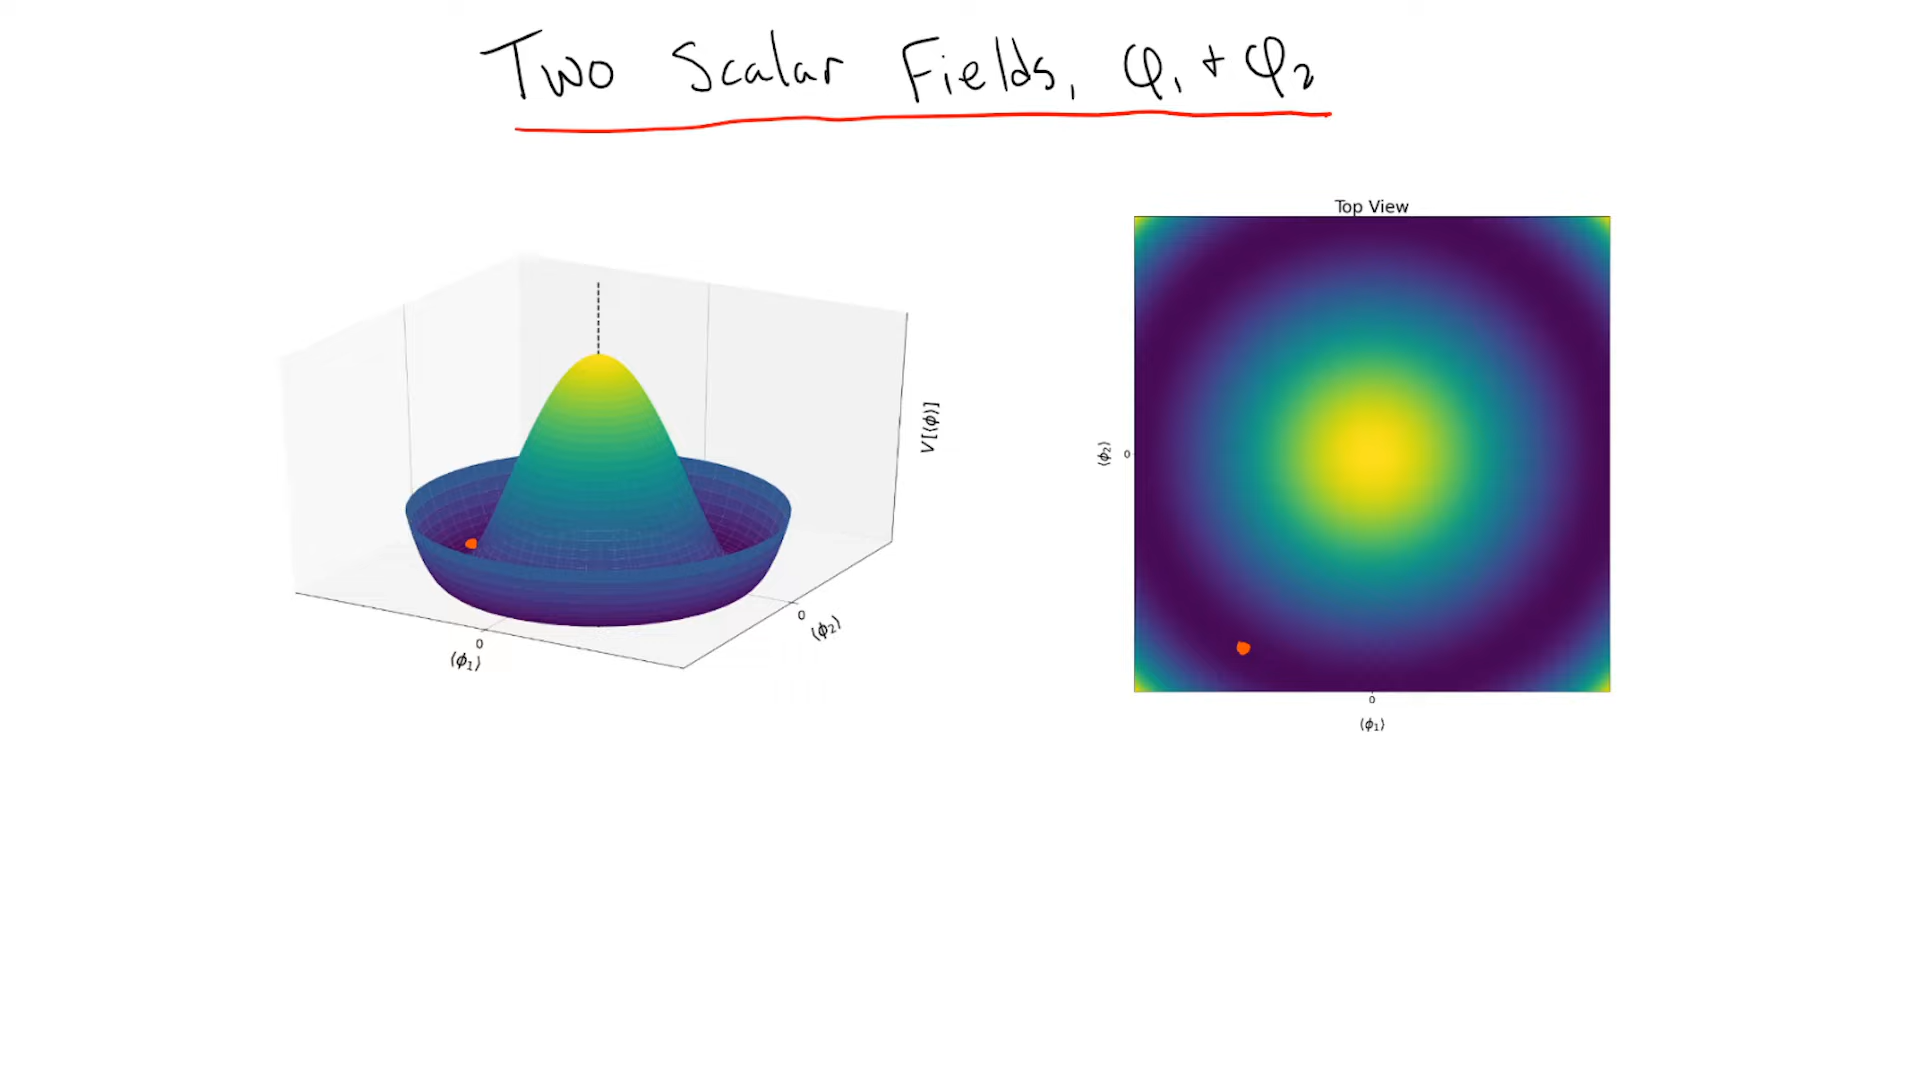 Two Scalar Fields, φ₁ + φ₂
V[⟨ϕ⟩]
0
⟨ϕ₂⟩
0
⟨ϕ₁⟩
Top View
⟨ϕ₂⟩ 0
0
⟨ϕ₁⟩